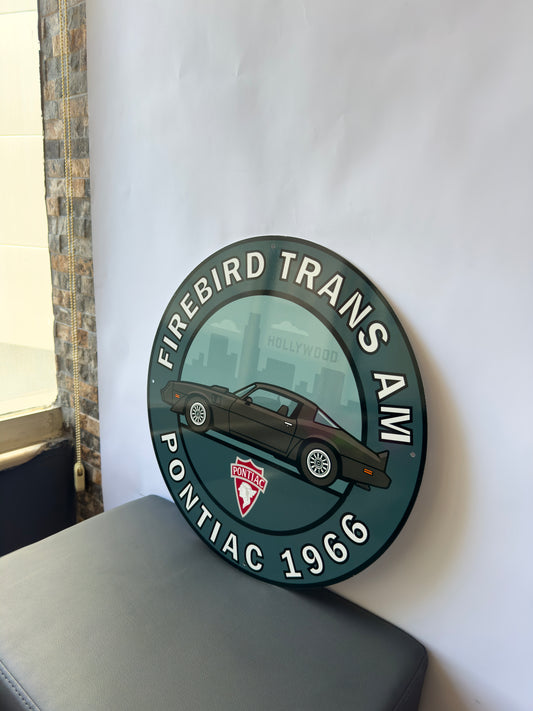 FIREBIRD TRANS AM
HOLLYWOOD
PONTIAC
PONTIAC 1966